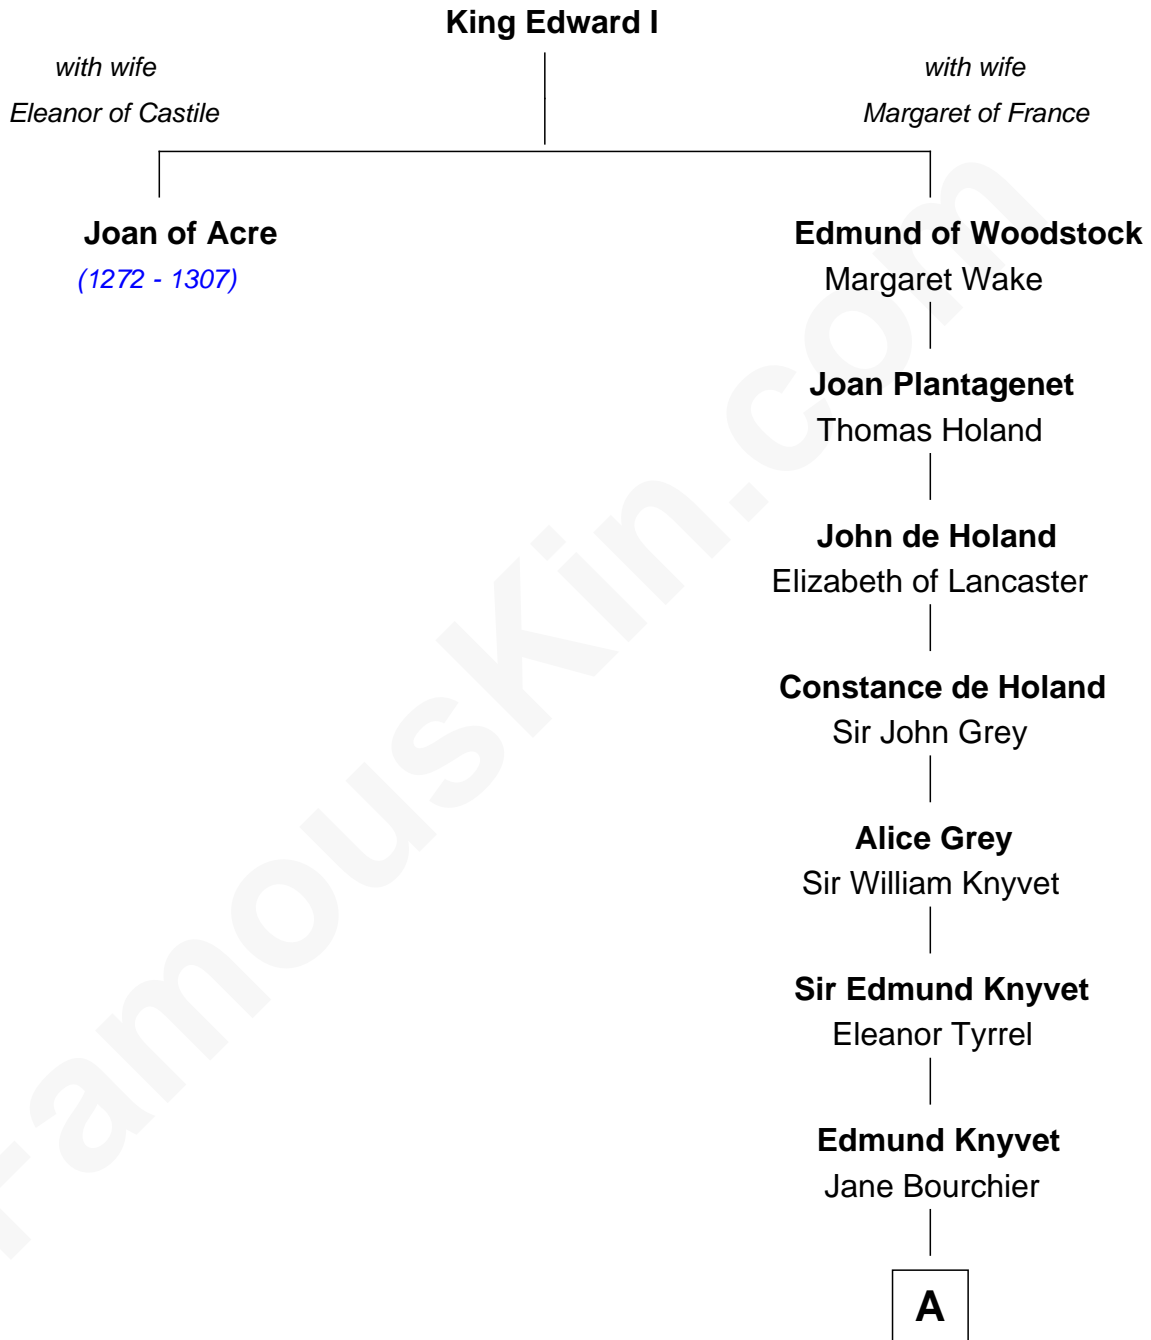 King Edward I
with wife
Eleanor of Castile
with wife
Margaret of France
Joan of Acre
(1272 - 1307)
Edmund of Woodstock
Margaret Wake
Joan Plantagenet
Thomas Holand
John de Holand
Elizabeth of Lancaster
Constance de Holand
Sir John Grey
Alice Grey
Sir William Knyvet
Sir Edmund Knyvet
Eleanor Tyrrel
Edmund Knyvet
Jane Bourchier
A
FamousKin.com